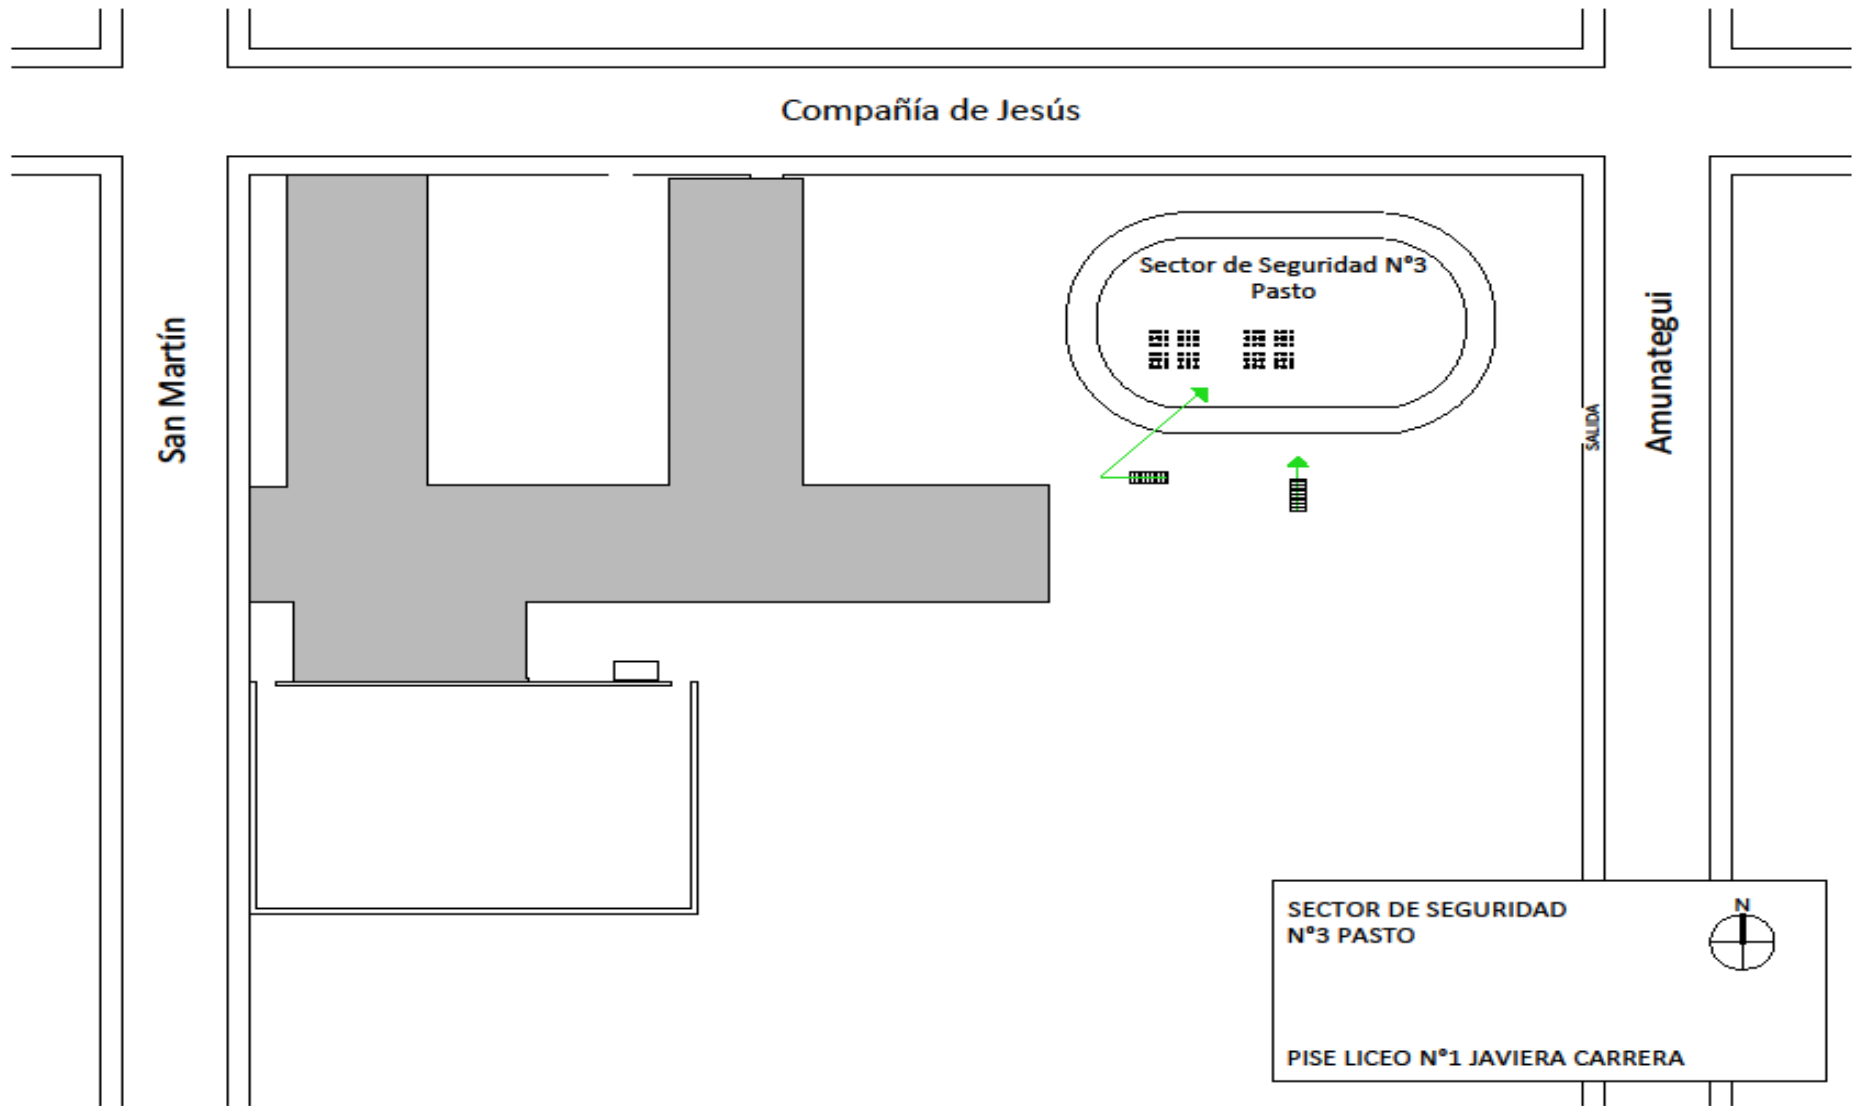 Compañía de Jesús
San Martín
Sector de Seguridad N°3
Pasto
SALIDA
Amunategui
SECTOR DE SEGURIDAD
N°3 PASTO
N
PISE LICEO N°1 JAVIERA CARRERA